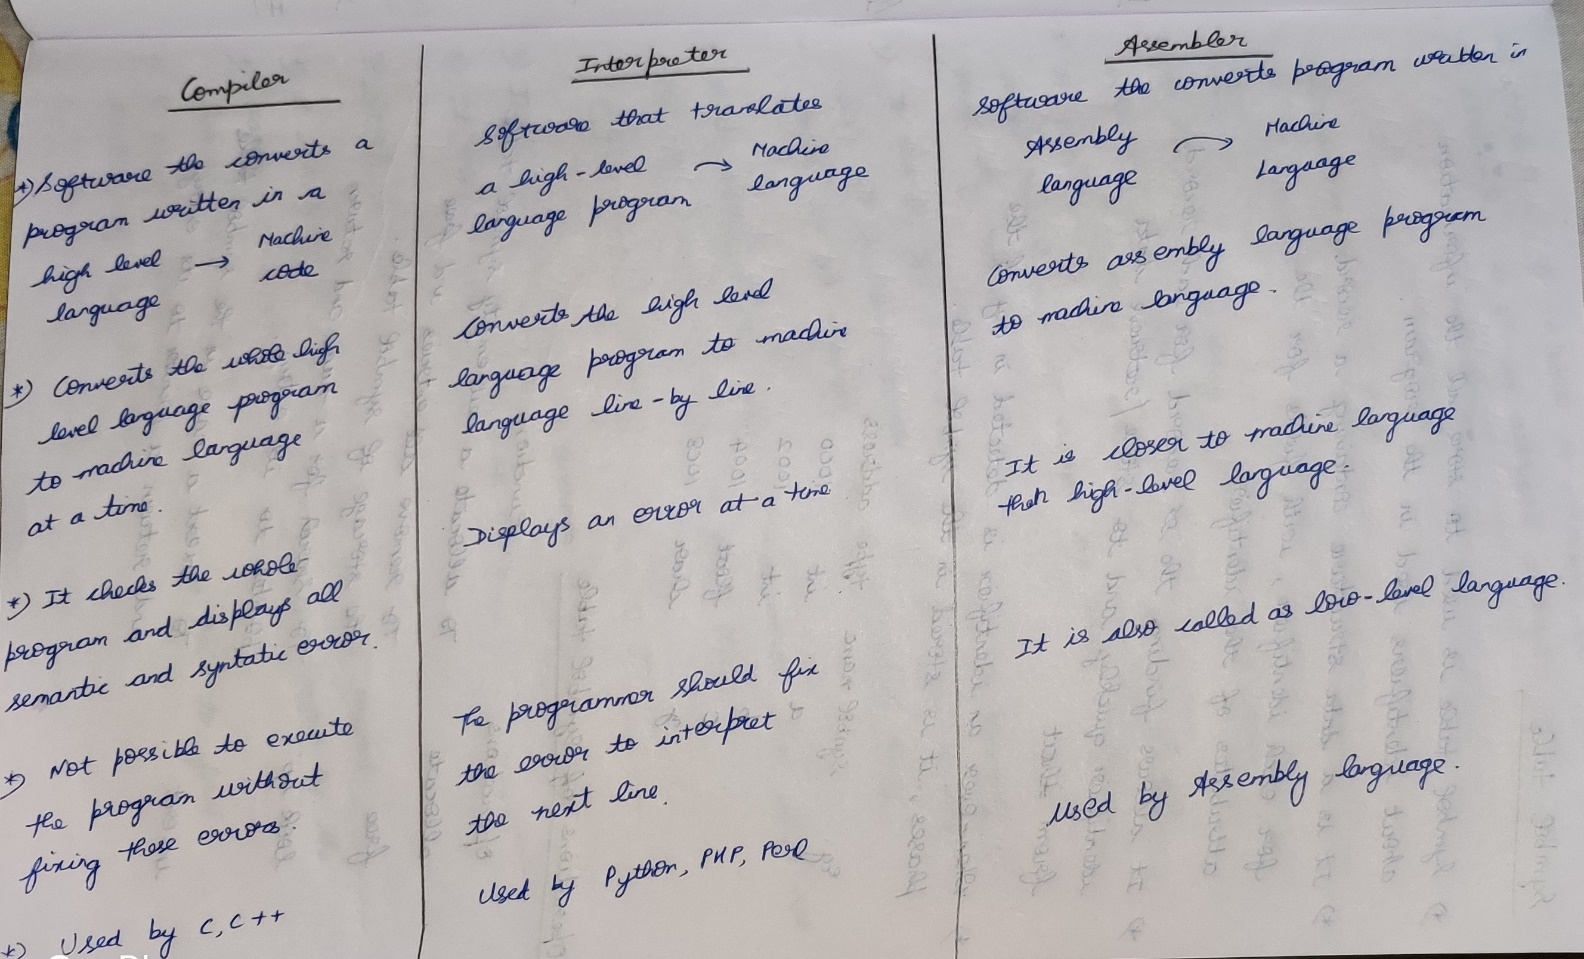 Compiler
*) Software the converts a
program written in a
high level → Machine
language code
*) Converts the whole high
level language program
to machine language
at a time.
*) It checks the whole
program and displays all
semantic and syntatic error.
*) Not possible to execute
the program without
fixing those errors.
*) Used by C, C++
Interpreter
Software that translates
a high-level → Machine
language program language
Converts the high level
language program to machine
language line-by line.
Displays an error at a time
The programmer should fix
the error to interpret
the next line.
Used by Python, PHP, Perl
Assembler
Software the converts program written in
Assembly → Machine
language Language
Converts assembly language program
to machine language.
It is closer to machine language
then high-level language.
It is also called as low-level language.
Used by Assembly language.